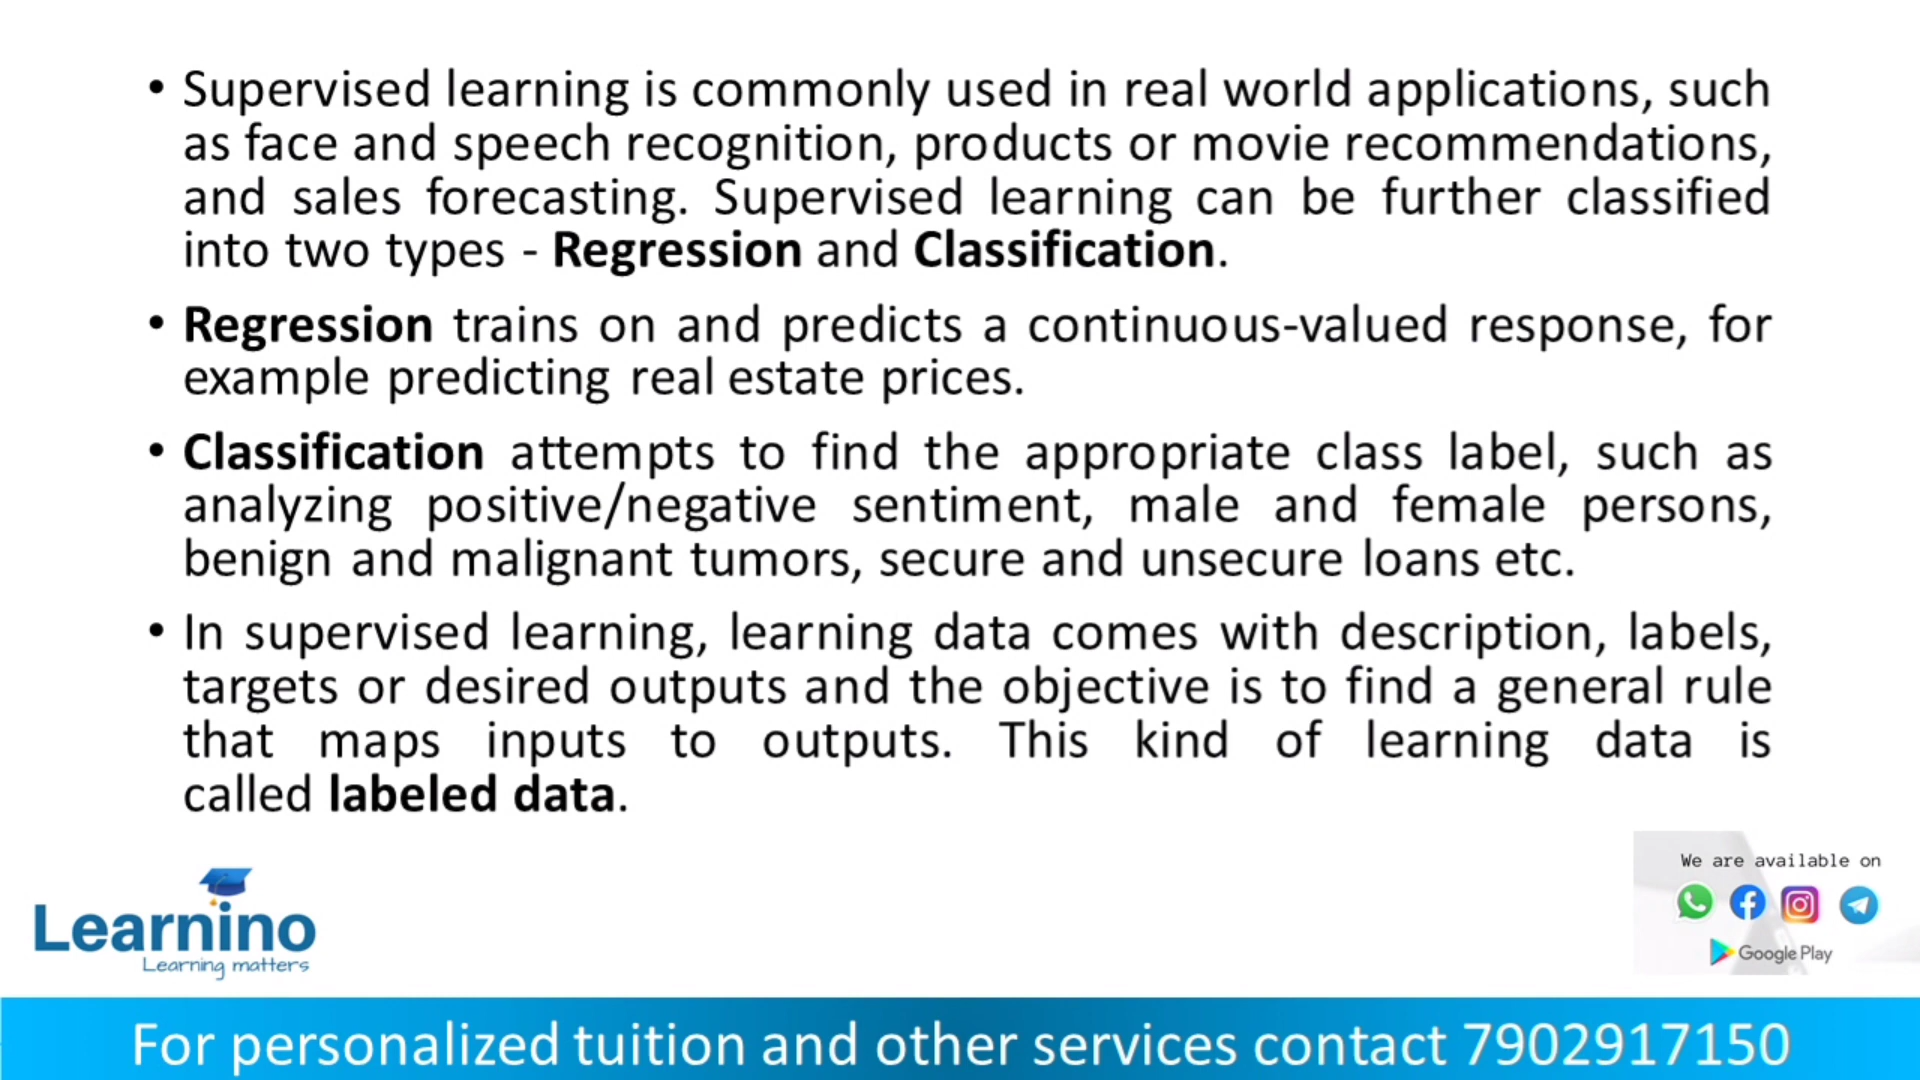 • Supervised learning is commonly used in real world applications, such
as face and speech recognition, products or movie recommendations,
and sales forecasting. Supervised learning can be further classified
into two types - Regression and Classification.
• Regression trains on and predicts a continuous-valued response, for
example predicting real estate prices.
• Classification attempts to find the appropriate class label, such as
analyzing positive/negative sentiment, male and female persons,
benign and malignant tumors, secure and unsecure loans etc.
• In supervised learning, learning data comes with description, labels,
targets or desired outputs and the objective is to find a general rule
that maps inputs to outputs. This kind of learning data is
called labeled data.
Learnino
Learning matters
We are available on
Google Play
For personalized tuition and other services contact 7902917150